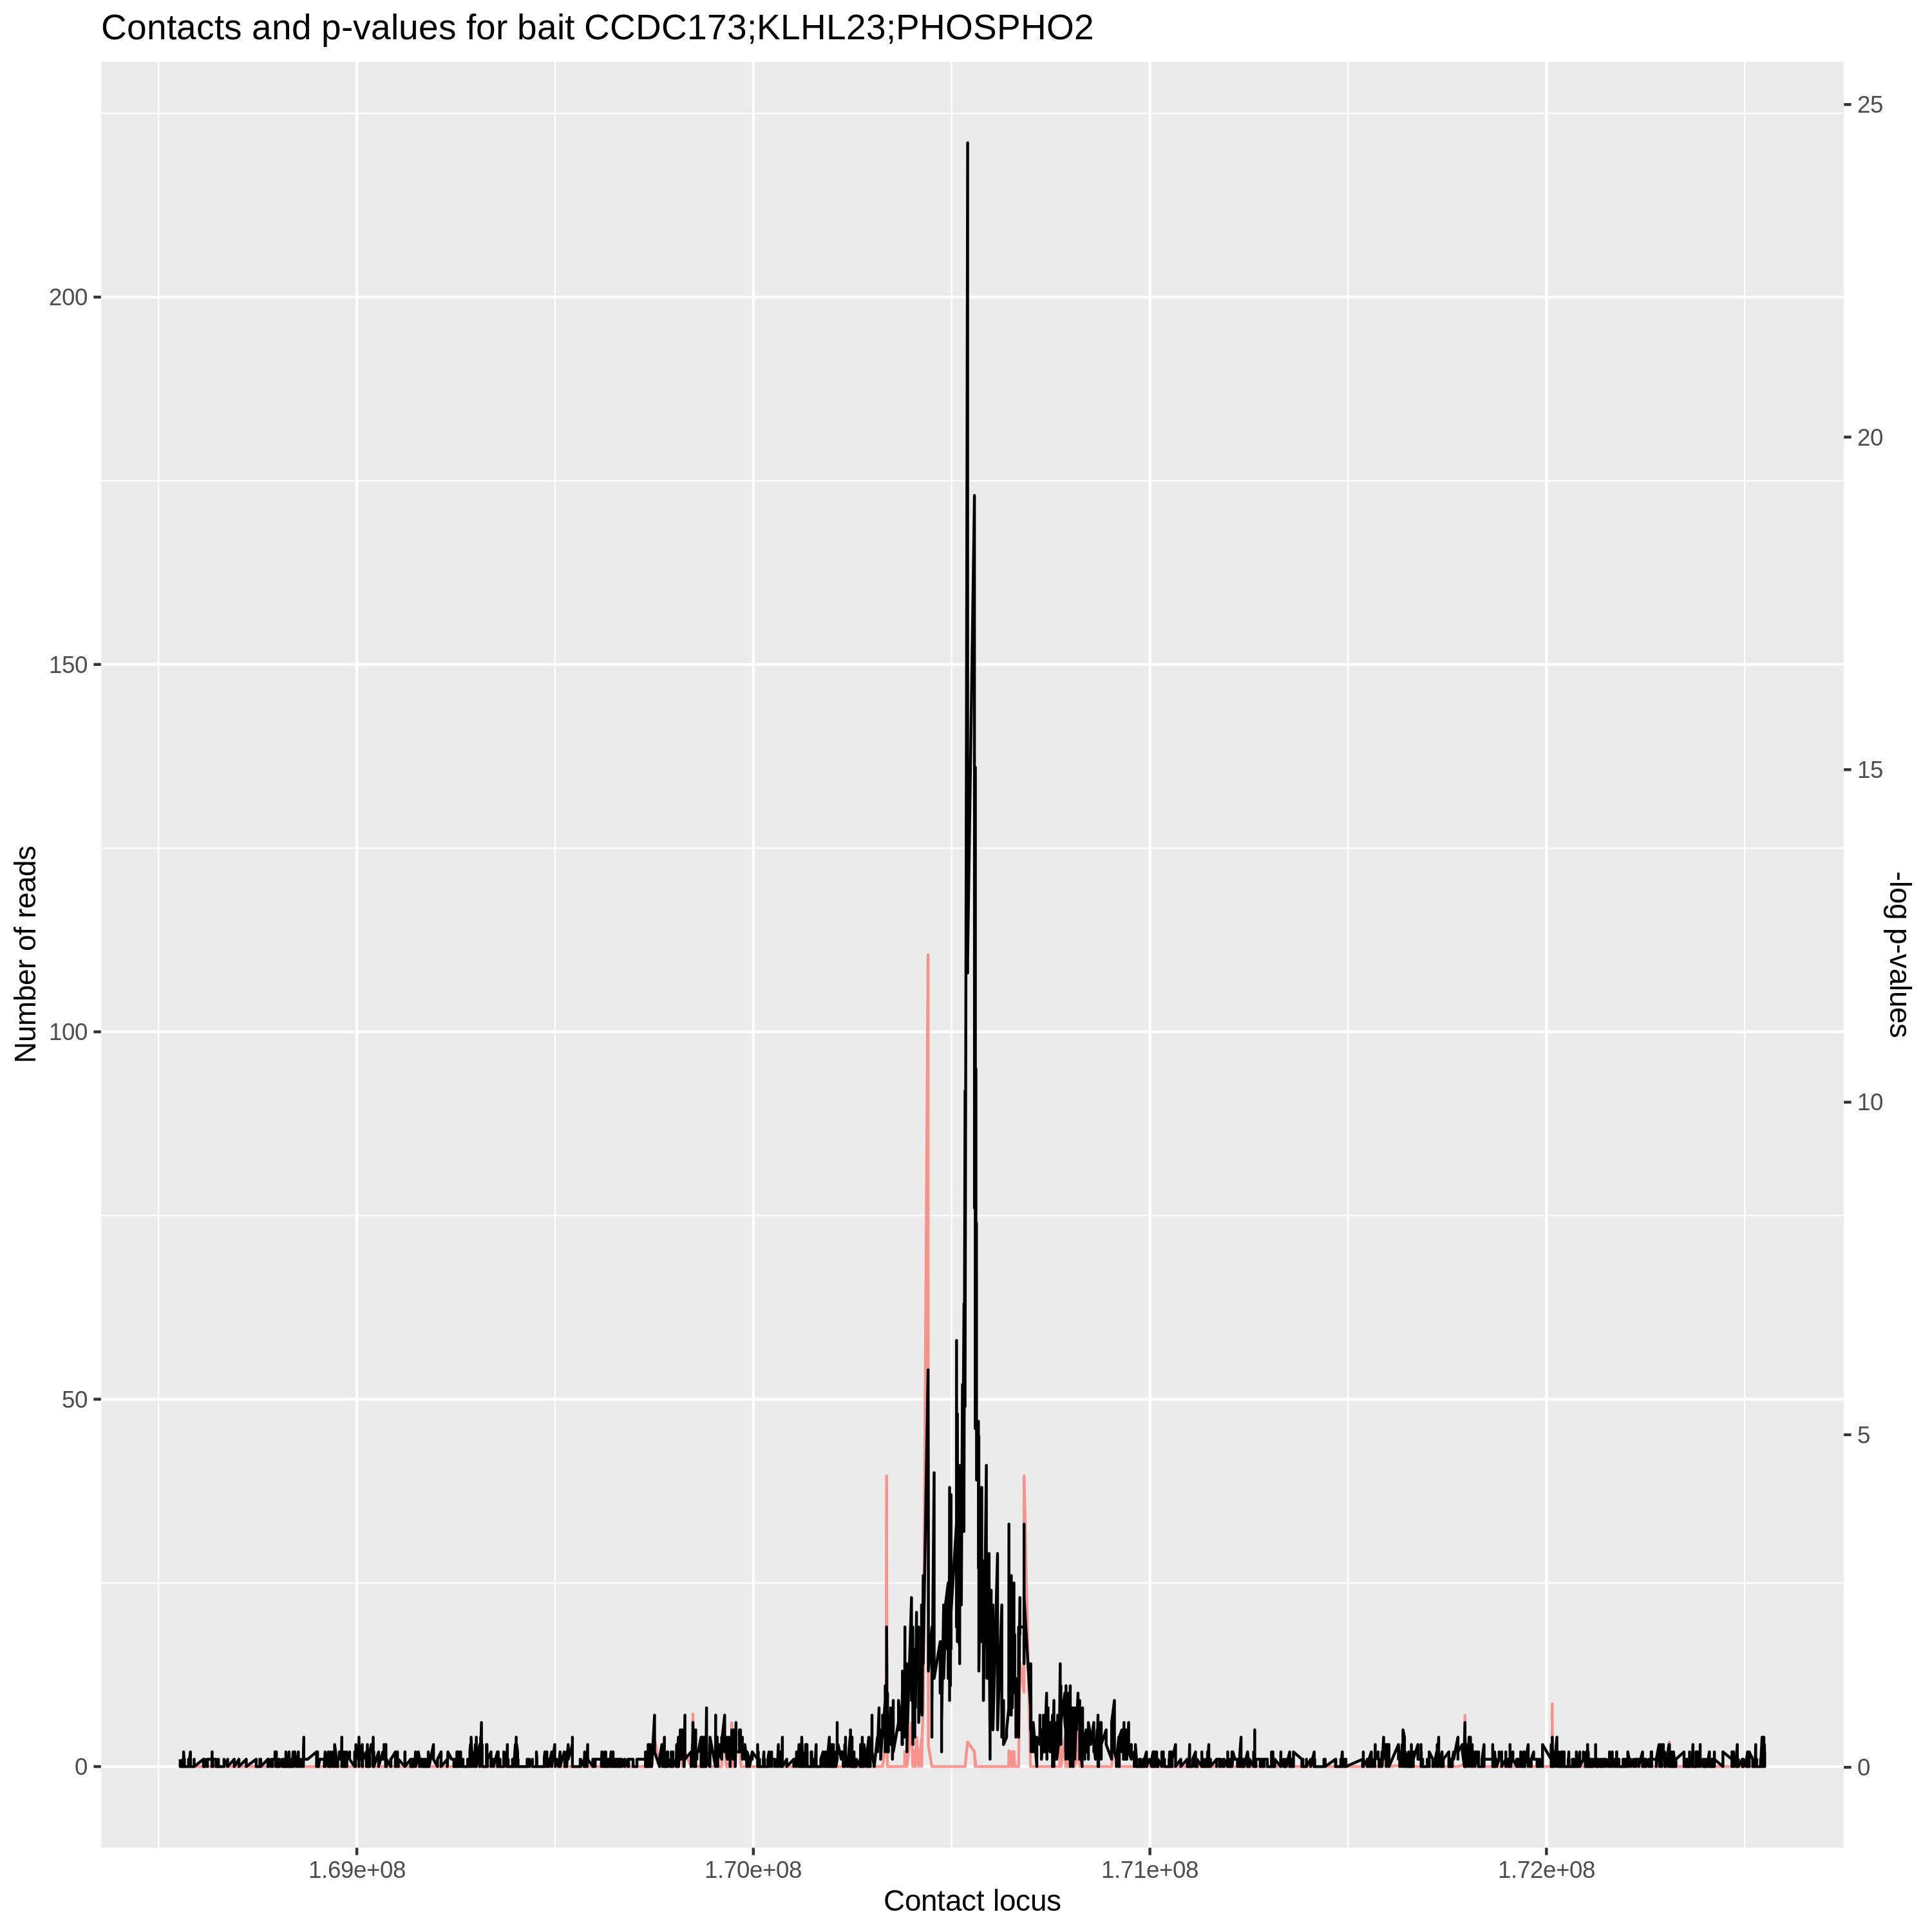 Contacts and p-values for bait CCDC173;KLHL23;PHOSPHO2
Number of reads
200
150
100
50
0
25
20
15
10
5
0
-log p-values
1.69e+08 1.70e+08 1.71e+08 1.72e+08
Contact locus